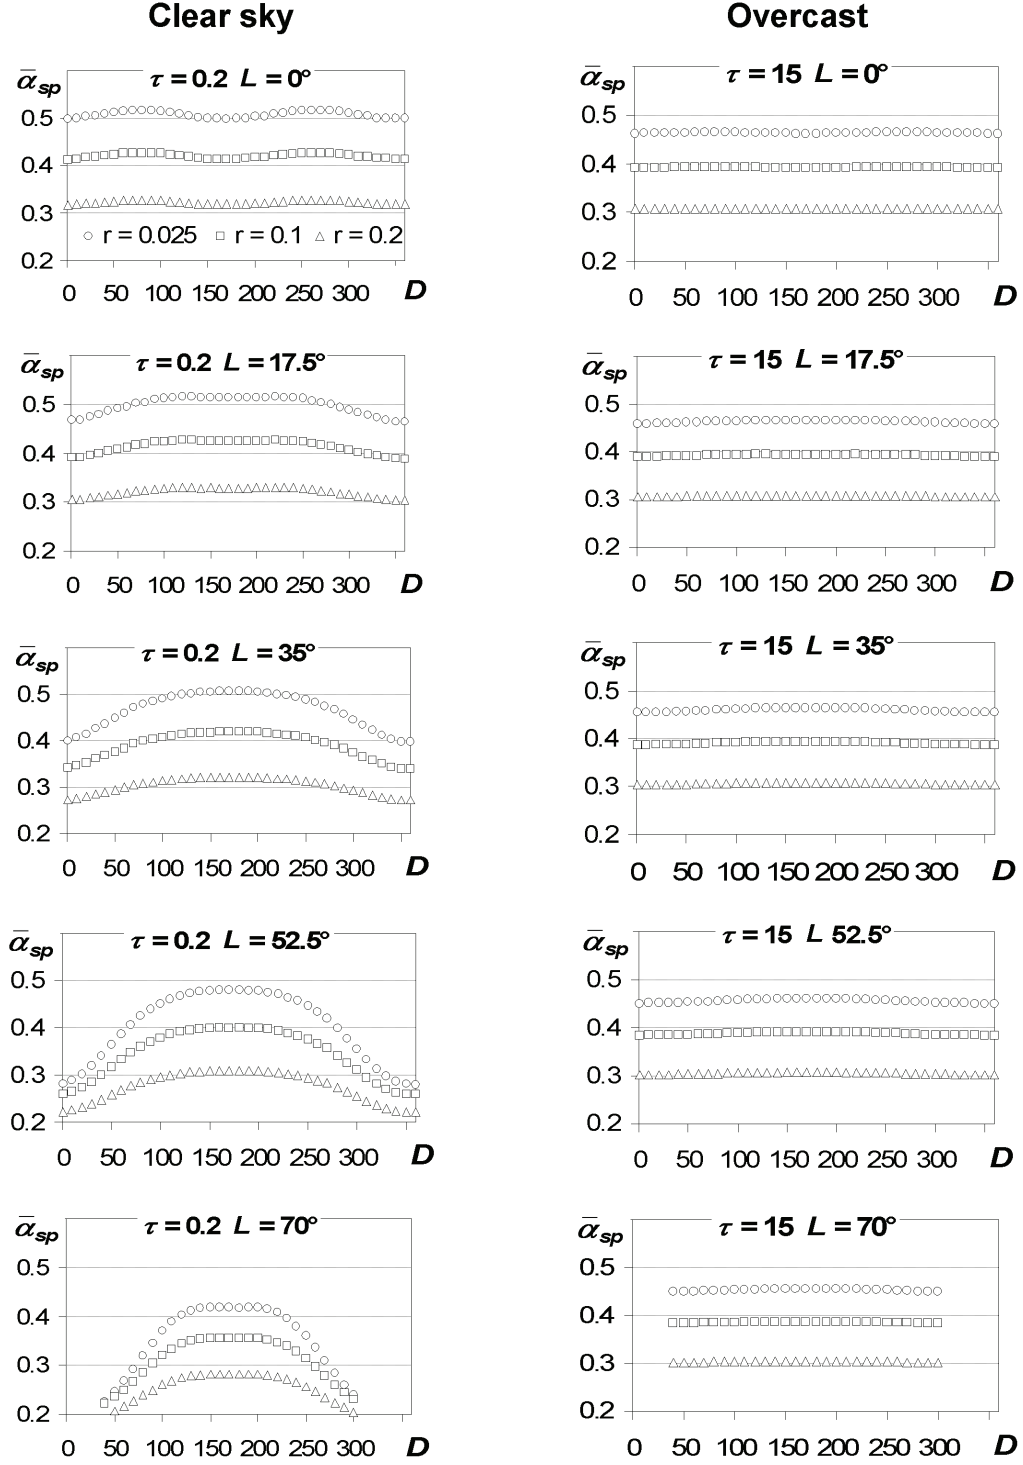 Clear sky
Overcast
ᾱsp τ = 0.2 L = 0°
0.5
0.4
0.3
○ r = 0.025 □ r = 0.1 △ r = 0.2
0.2
0 50 100 150 200 250 300 D
ᾱsp τ = 15 L = 0°
0.5
0.4
0.3
0.2
0 50 100 150 200 250 300 D
ᾱsp τ = 0.2 L = 17.5°
0.5
0.4
0.3
0.2
0 50 100 150 200 250 300 D
ᾱsp τ = 15 L = 17.5°
0.5
0.4
0.3
0.2
0 50 100 150 200 250 300 D
ᾱsp τ = 0.2 L = 35°
0.5
0.4
0.3
0.2
0 50 100 150 200 250 300 D
ᾱsp τ = 15 L = 35°
0.5
0.4
0.3
0.2
0 50 100 150 200 250 300 D
ᾱsp τ = 0.2 L = 52.5°
0.5
0.4
0.3
0.2
0 50 100 150 200 250 300 D
ᾱsp τ = 15 L 52.5°
0.5
0.4
0.3
0.2
0 50 100 150 200 250 300 D
ᾱsp τ = 0.2 L = 70°
0.5
0.4
0.3
0.2
0 50 100 150 200 250 300 D
ᾱsp τ = 15 L = 70°
0.5
0.4
0.3
0.2
0 50 100 150 200 250 300 D